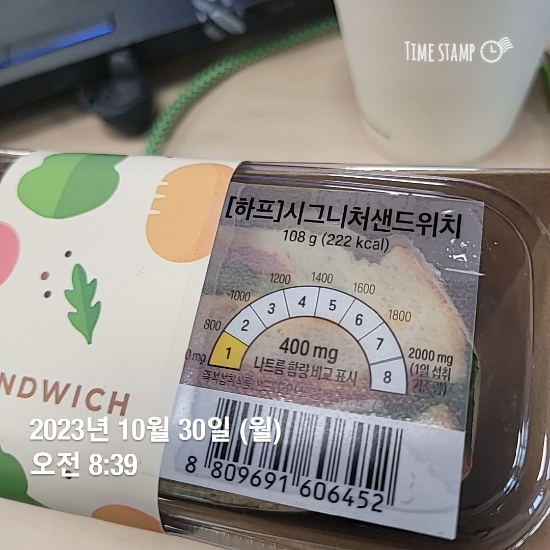 TIME STAMP
[하프]시그니처샌드위치
108 g (222 kcal)
1200 1400
1000 1600
800 1800
1 2 3 4 5 6 7 8
400 mg
나트륨 함량 비교 표시
2000 mg
(1일 섭취
기준량)
NDWICH
2023년 10월 30일 (월)
오전 8:39
8 809691 606452